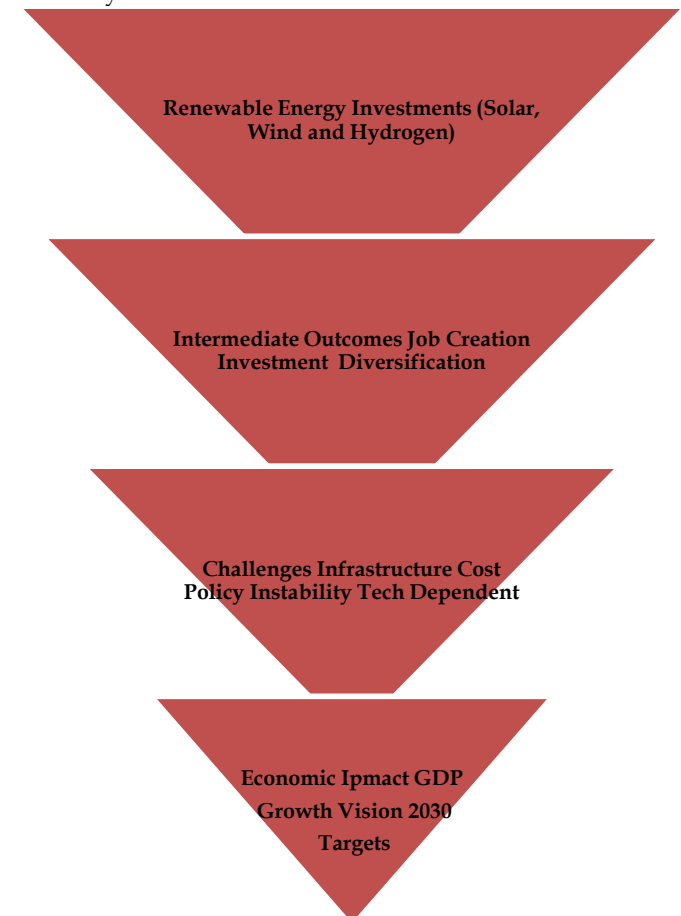 Renewable Energy Investments (Solar,
Wind and Hydrogen)
Intermediate Outcomes Job Creation
Investment Diversification
Challenges Infrastructure Cost
Policy Instability Tech Dependent
Economic Ipmact GDP
Growth Vision 2030
Targets